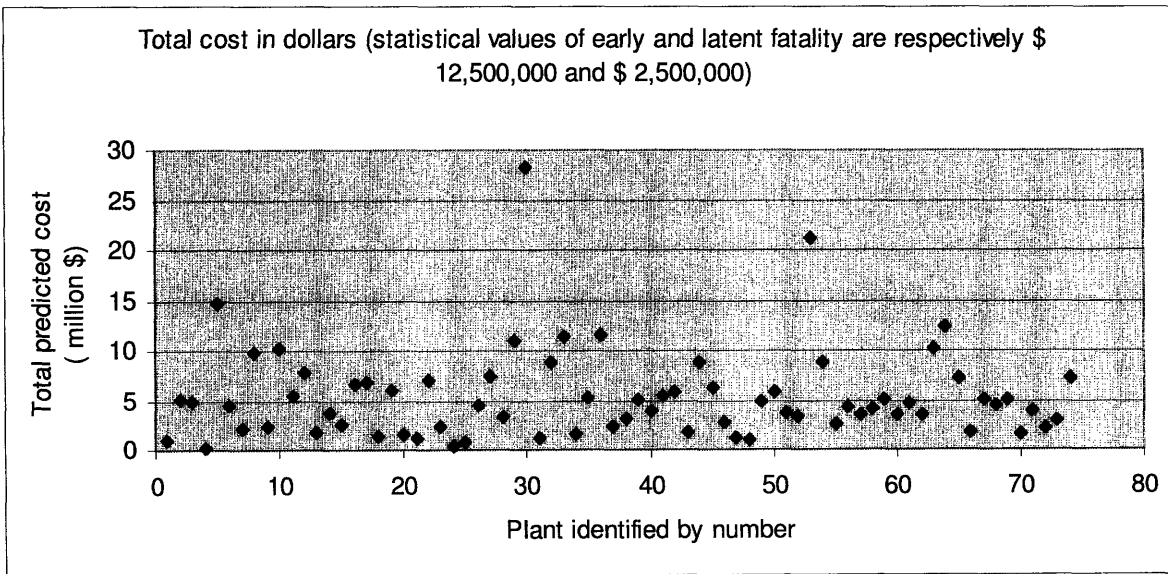 Total cost in dollars (statistical values of early and latent fatality are respectively $
12,500,000 and $ 2,500,000)
Total predicted cost
( million $)
30
25
20
15
10
5
0
0 10 20 30 40 50 60 70 80
Plant identified by number